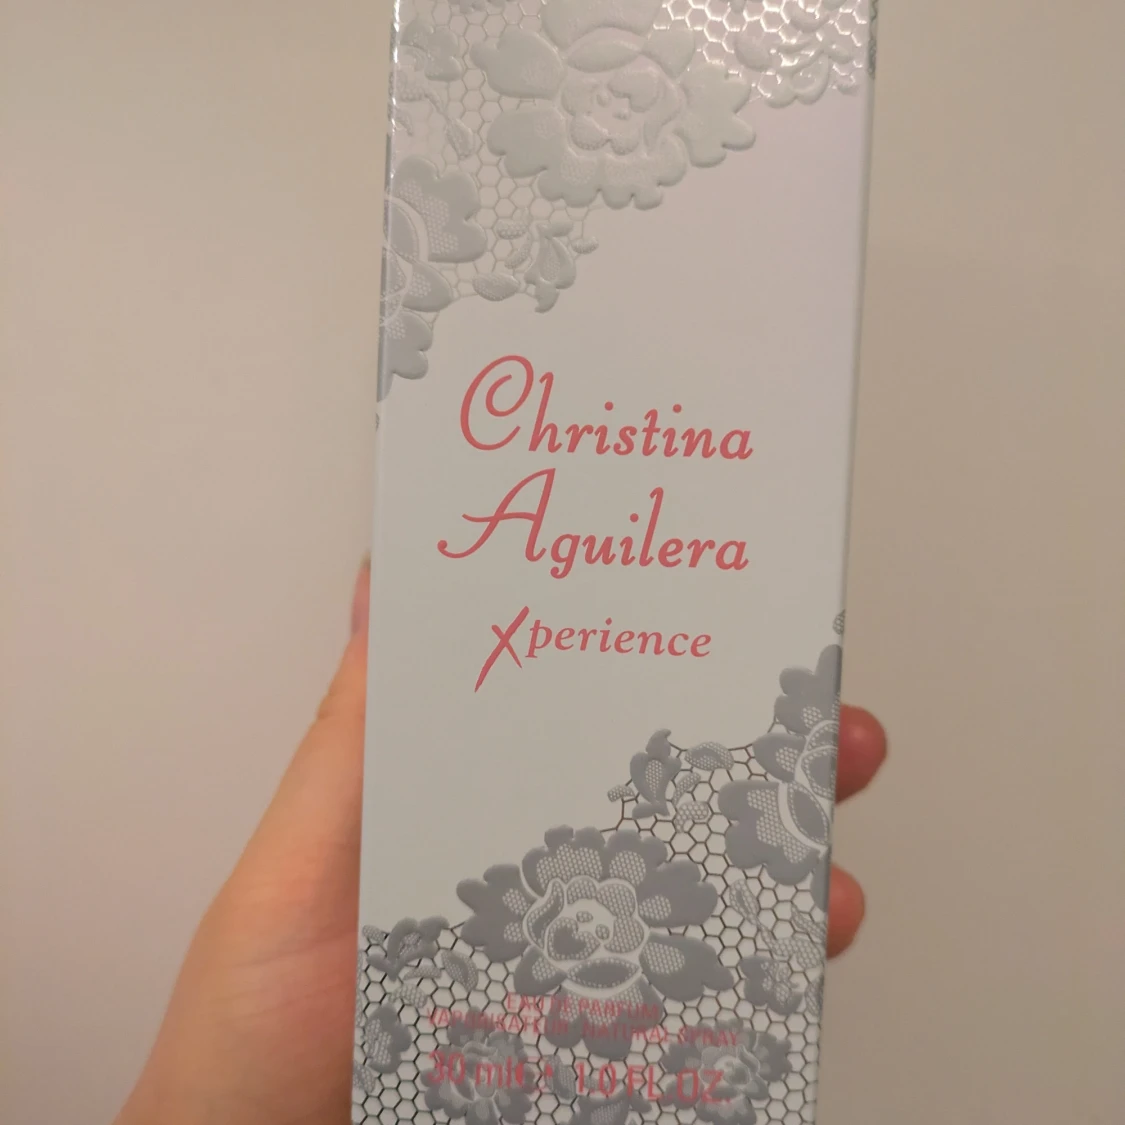 Christina
Aguilera
Xperience
EAU DE PARFUM
VAPORISATEUR NATURAL SPRAY
30 ml ℮ 1.0 FL.OZ.